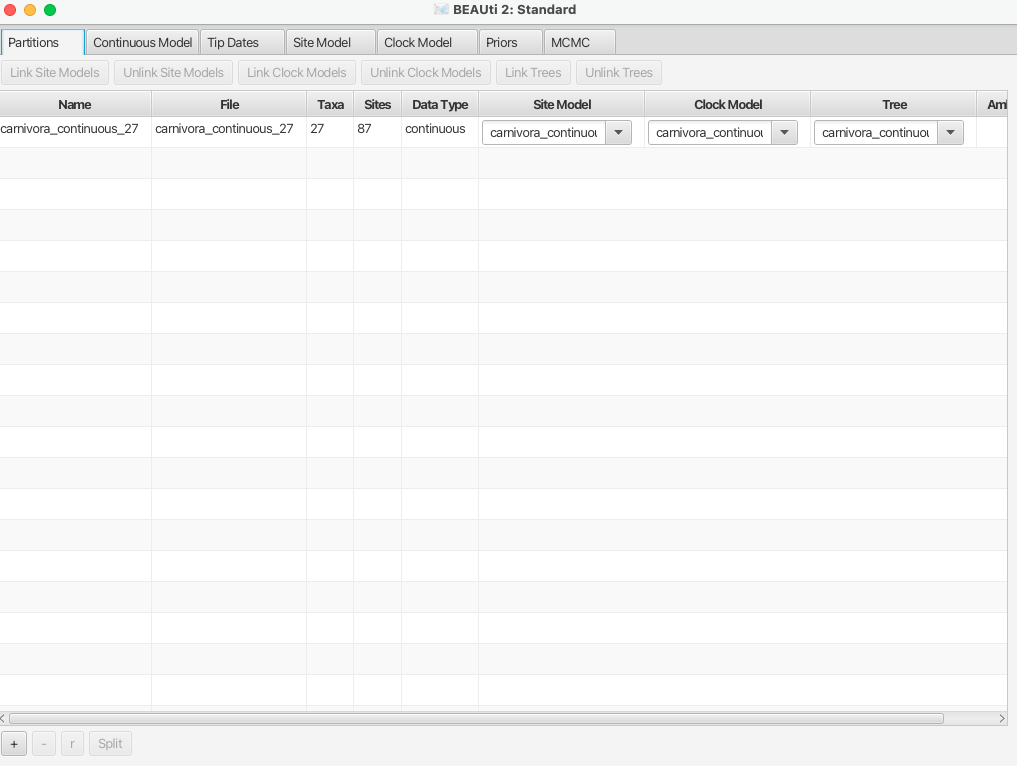 BEAUti 2: Standard
Partitions Continuous Model Tip Dates Site Model Clock Model Priors MCMC
Link Site Models Unlink Site Models Link Clock Models Unlink Clock Models Link Trees Unlink Trees
Name File Taxa Sites Data Type Site Model Clock Model Tree Aml
carnivora_continuous_27 carnivora_continuous_27 27 87 continuous carnivora_continuou carnivora_continuou carnivora_continuou
+ - r Split